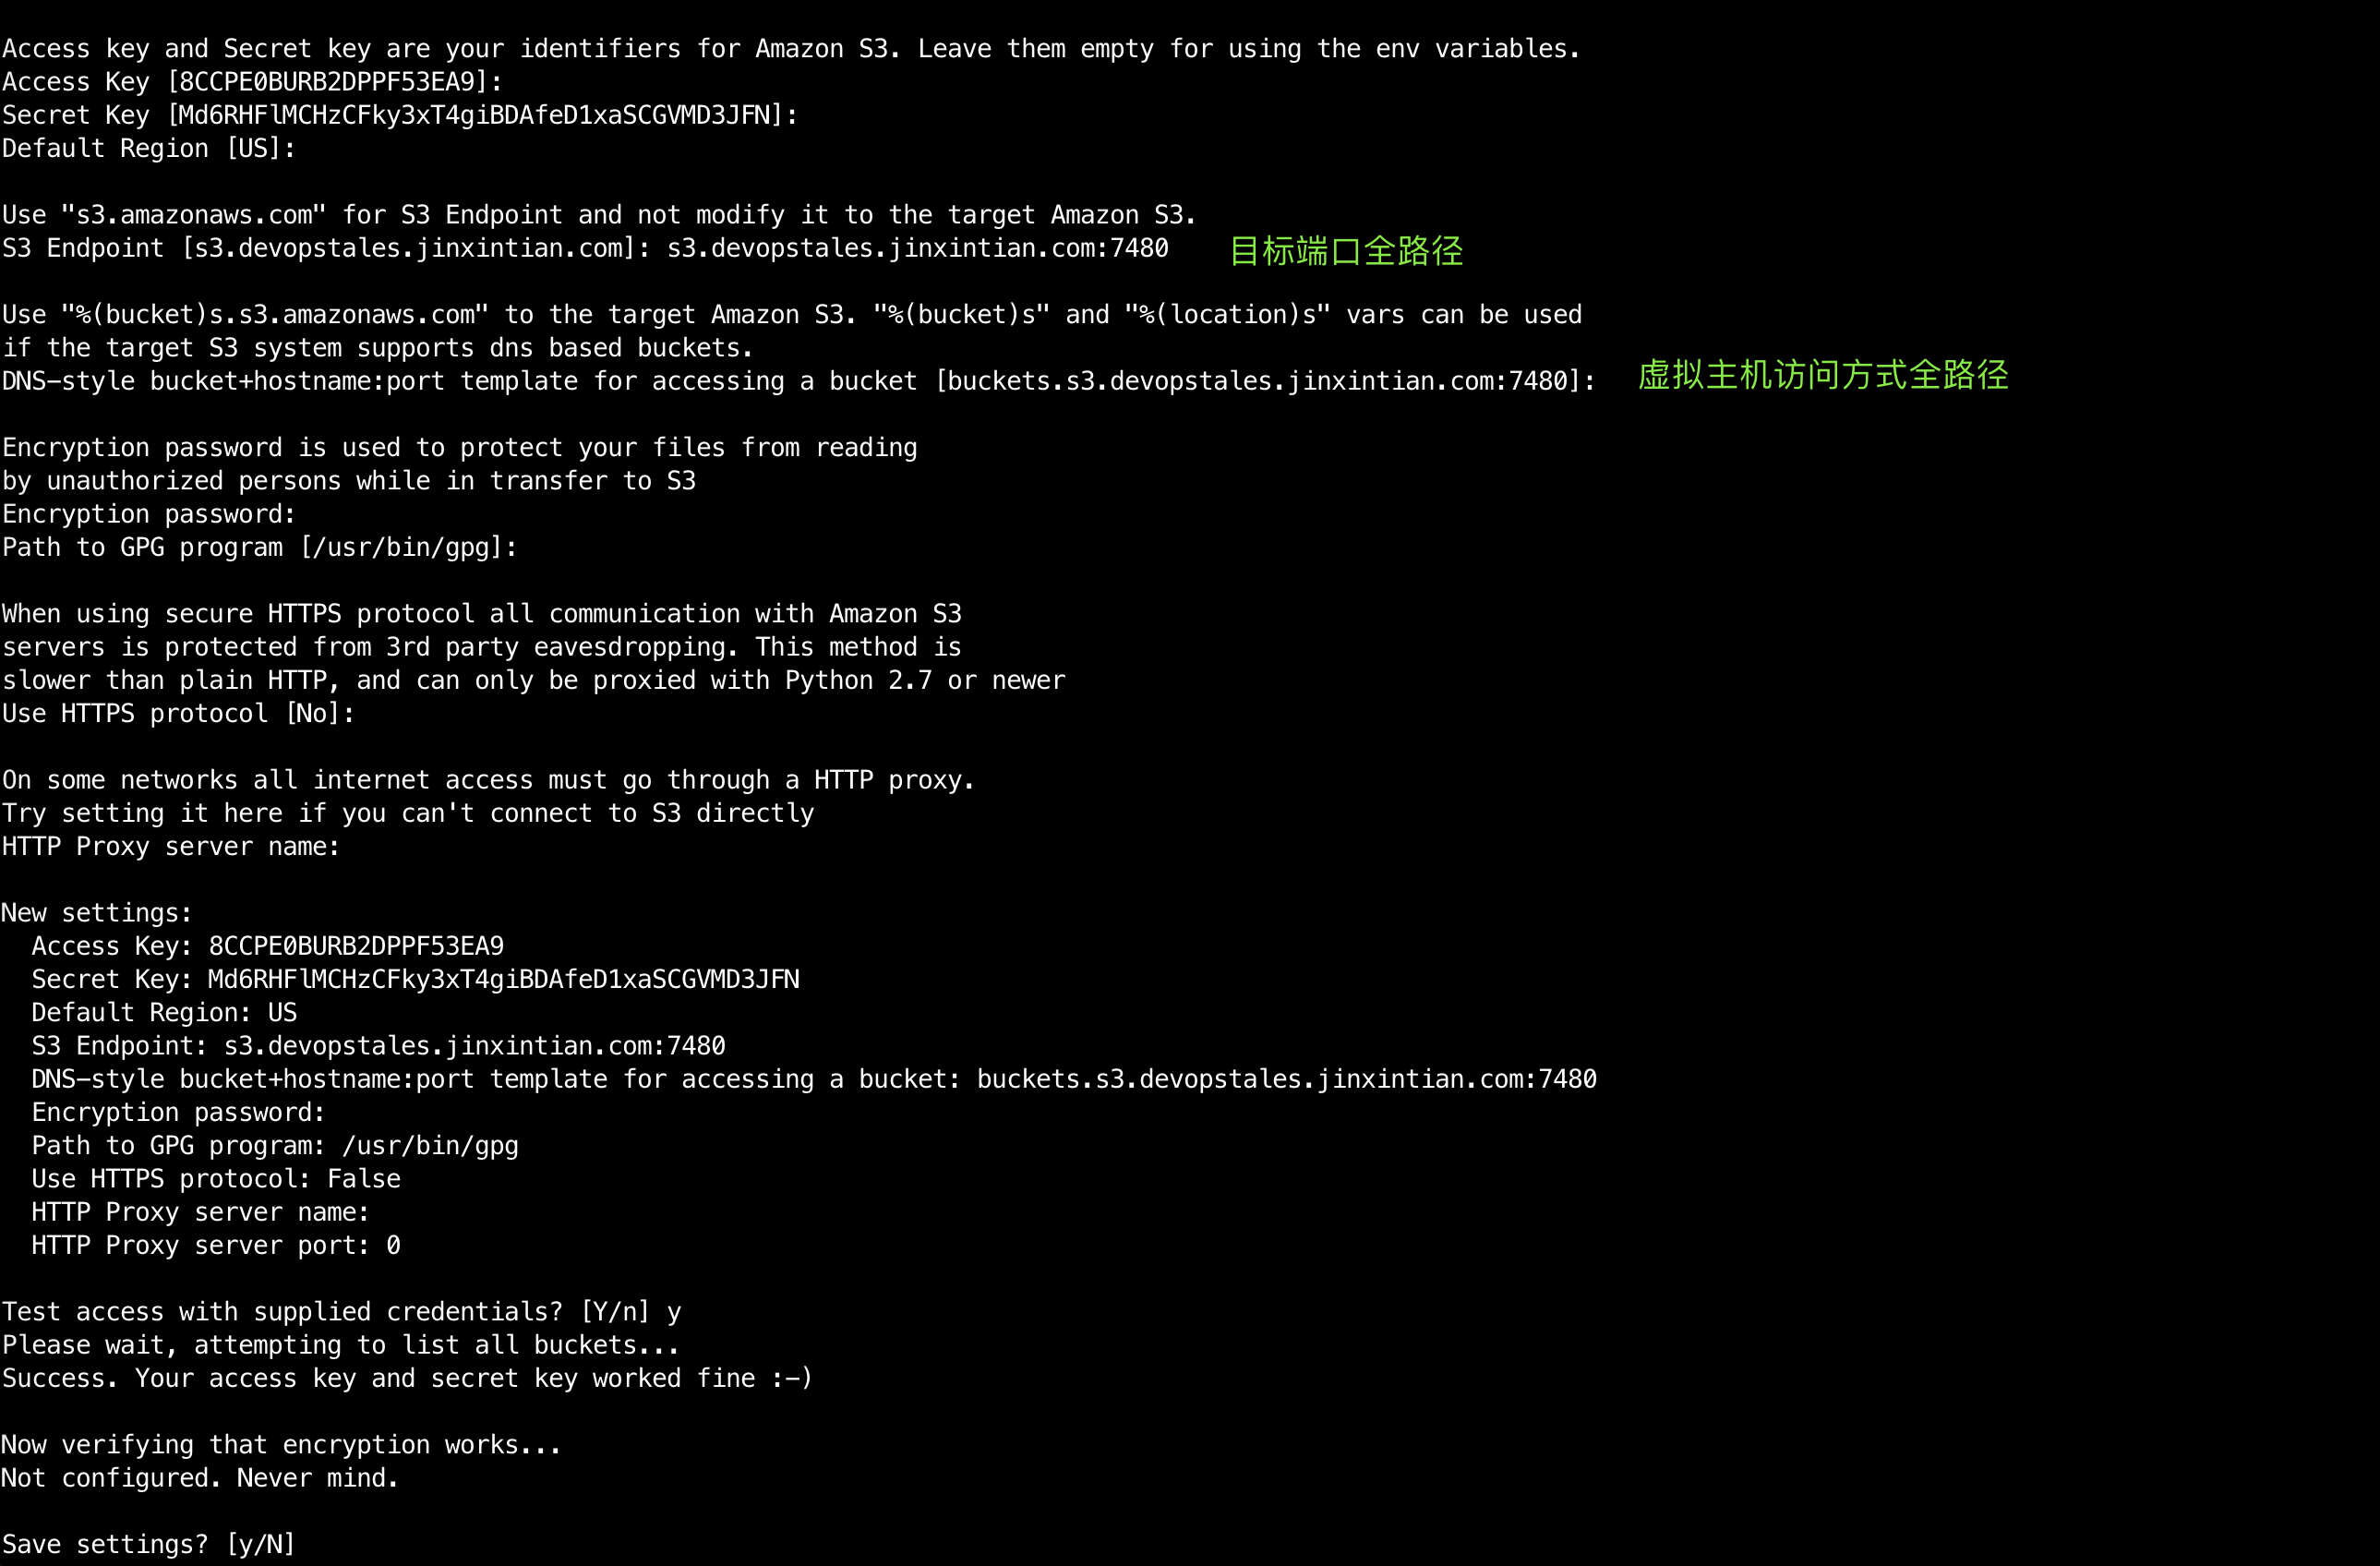 Access key and Secret key are your identifiers for Amazon S3. Leave them empty for using the env variables.
Access Key [8CCPE0BURB2DPPF53EA9]:
Secret Key [Md6RHFlMCHzCFky3xT4giBDAfeD1xaSCGVMD3JFN]:
Default Region [US]:
Use "s3.amazonaws.com" for S3 Endpoint and not modify it to the target Amazon S3.
S3 Endpoint [s3.devopstales.jinxintian.com]: s3.devopstales.jinxintian.com:7480 目标端口全路径
Use "%(bucket)s.s3.amazonaws.com" to the target Amazon S3. "%(bucket)s" and "%(location)s" vars can be used
if the target S3 system supports dns based buckets.
DNS-style bucket+hostname:port template for accessing a bucket [buckets.s3.devopstales.jinxintian.com:7480]: 虚拟主机访问方式全路径
Encryption password is used to protect your files from reading
by unauthorized persons while in transfer to S3
Encryption password:
Path to GPG program [/usr/bin/gpg]:
When using secure HTTPS protocol all communication with Amazon S3
servers is protected from 3rd party eavesdropping. This method is
slower than plain HTTP, and can only be proxied with Python 2.7 or newer
Use HTTPS protocol [No]:
On some networks all internet access must go through a HTTP proxy.
Try setting it here if you can't connect to S3 directly
HTTP Proxy server name:
New settings:
Access Key: 8CCPE0BURB2DPPF53EA9
Secret Key: Md6RHFlMCHzCFky3xT4giBDAfeD1xaSCGVMD3JFN
Default Region: US
S3 Endpoint: s3.devopstales.jinxintian.com:7480
DNS-style bucket+hostname:port template for accessing a bucket: buckets.s3.devopstales.jinxintian.com:7480
Encryption password:
Path to GPG program: /usr/bin/gpg
Use HTTPS protocol: False
HTTP Proxy server name:
HTTP Proxy server port: 0
Test access with supplied credentials? [Y/n] y
Please wait, attempting to list all buckets...
Success. Your access key and secret key worked fine :-)
Now verifying that encryption works...
Not configured. Never mind.
Save settings? [y/N]